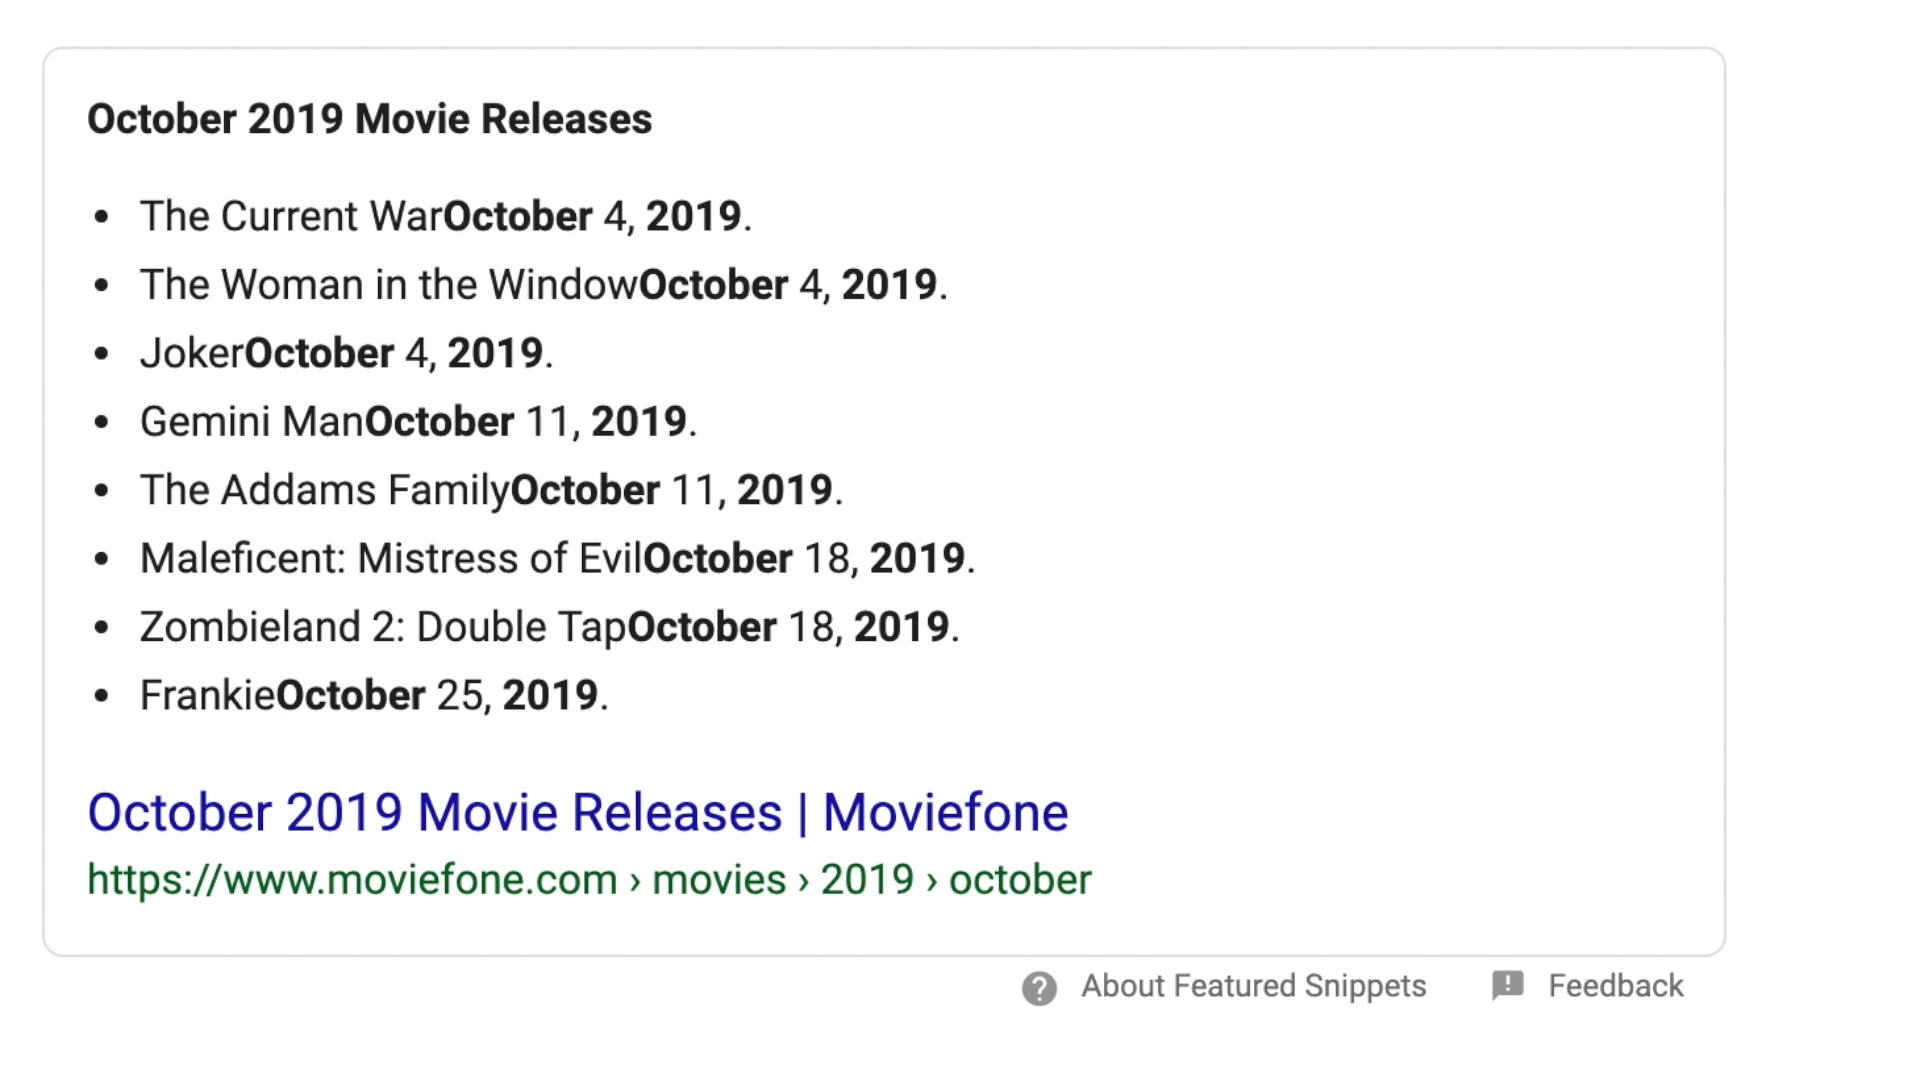 October 2019 Movie Releases
• The Current WarOctober 4, 2019.
• The Woman in the WindowOctober 4, 2019.
• JokerOctober 4, 2019.
• Gemini ManOctober 11, 2019.
• The Addams FamilyOctober 11, 2019.
• Maleficent: Mistress of EvilOctober 18, 2019.
• Zombieland 2: Double TapOctober 18, 2019.
• FrankieOctober 25, 2019.
October 2019 Movie Releases | Moviefone
https://www.moviefone.com › movies › 2019 › october
About Featured Snippets Feedback